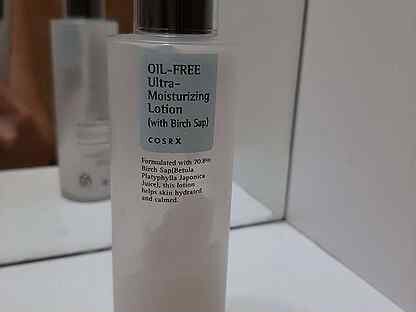 OIL-FREE
Ultra-
Moisturizing
Lotion
(with Birch Sap)
COSRX
Formulated with 70.8%
Birch Sap(Betula
Platyphylla Japonica
Juice), this lotion
helps skin hydrated
and calmed.